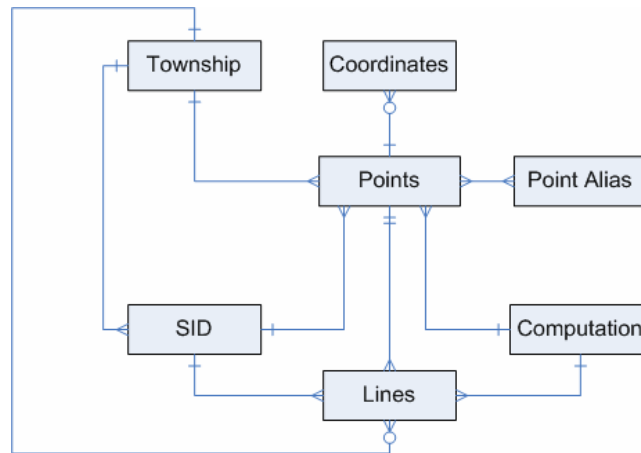 Township
Coordinates
Points
Point Alias
SID
Computation
Lines